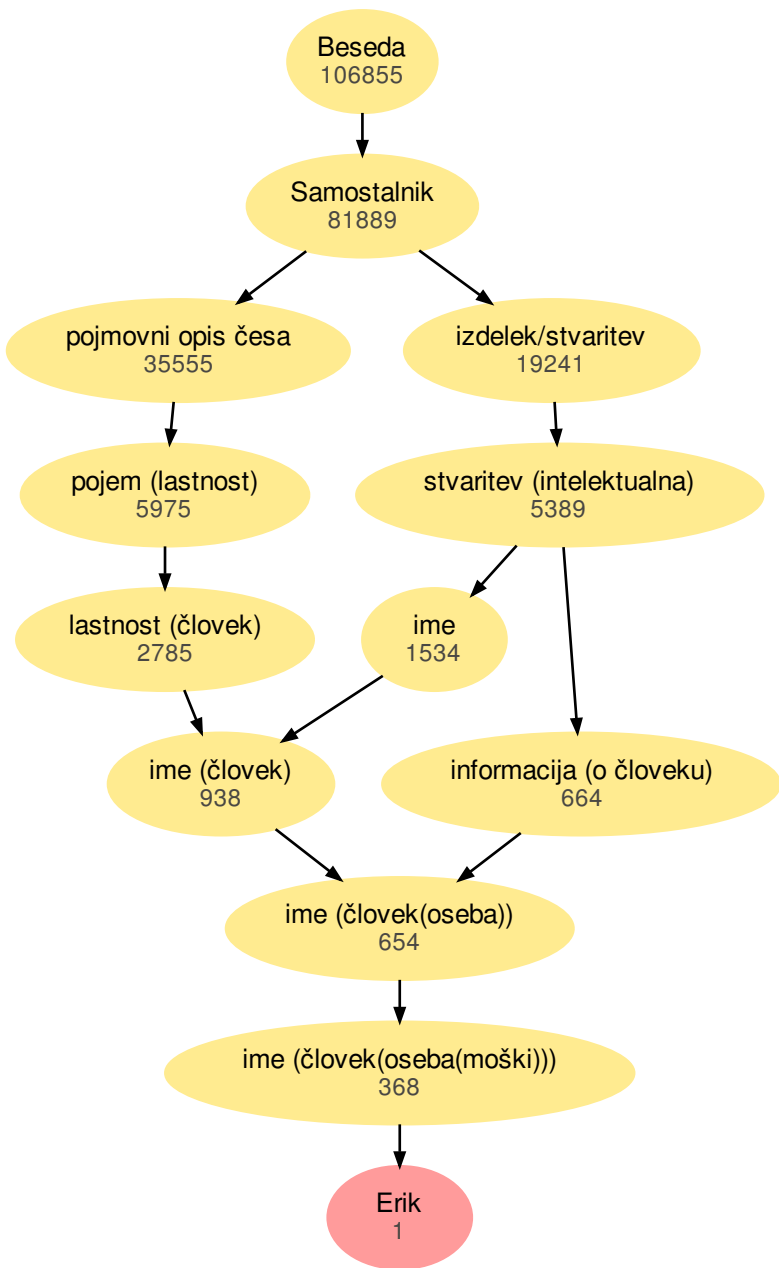 Beseda
106855
Samostalnik
81889
pojmovni opis česa
35555
izdelek/stvaritev
19241
pojem (lastnost)
5975
stvaritev (intelektualna)
5389
lastnost (človek)
2785
ime
1534
ime (človek)
938
informacija (o človeku)
664
ime (človek(oseba))
654
ime (človek(oseba(moški)))
368
Erik
1